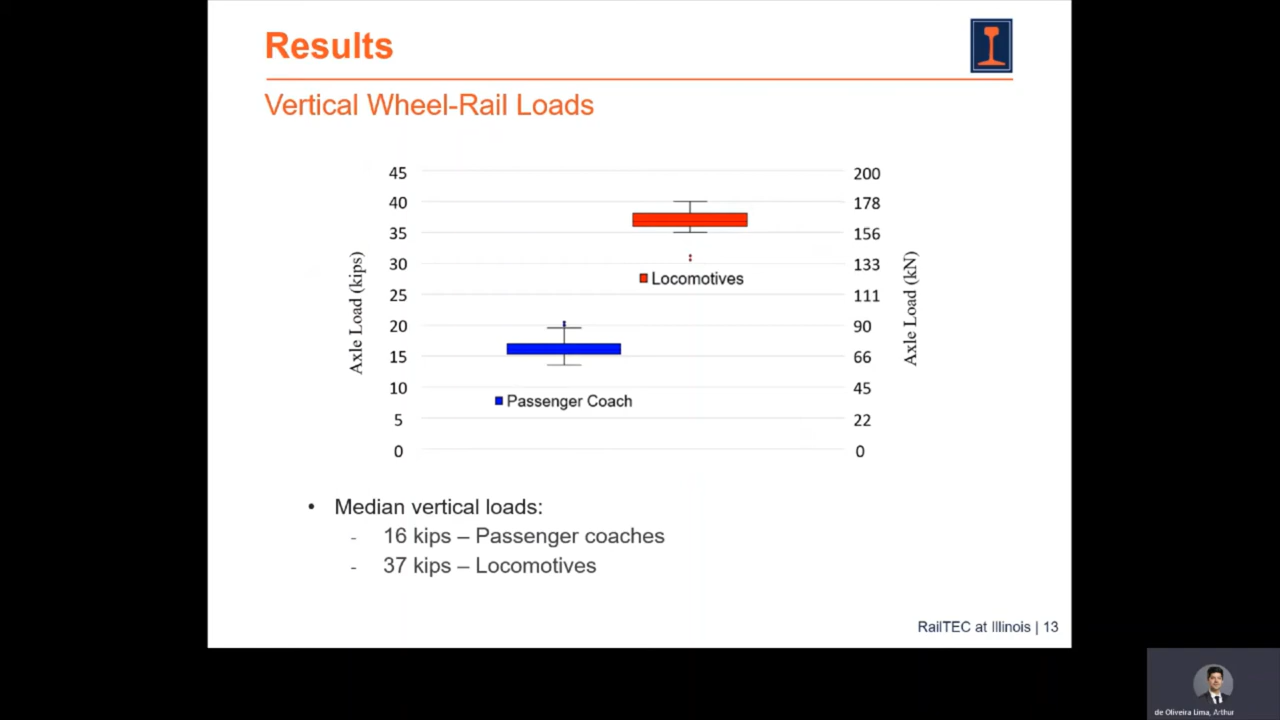 Results
Vertical Wheel-Rail Loads
45
40
35
30
25
20
15
10
5
0
Axle Load (kips)
200
178
156
133
111
90
66
45
22
0
Axle Load (kN)
Locomotives
Passenger Coach
• Median vertical loads:
- 16 kips – Passenger coaches
- 37 kips – Locomotives
RailTEC at Illinois | 13
de Oliveira Lima, Arthur